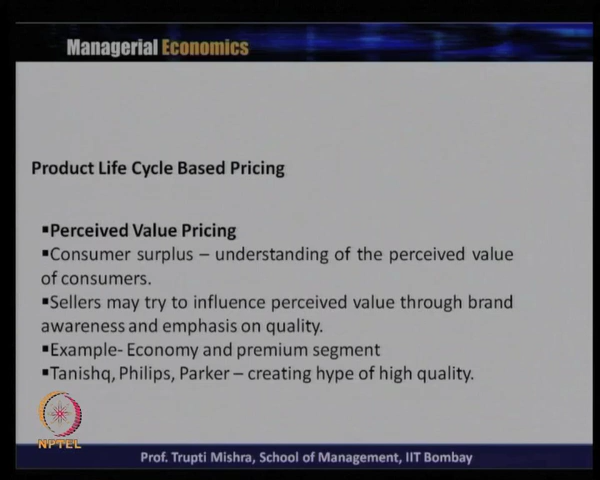 Managerial Economics
Product Life Cycle Based Pricing
▪Perceived Value Pricing
▪Consumer surplus – understanding of the perceived value
of consumers.
▪Sellers may try to influence perceived value through brand
awareness and emphasis on quality.
▪Example- Economy and premium segment
▪Tanishq, Philips, Parker – creating hype of high quality.
NPTEL
Prof. Trupti Mishra, School of Management, IIT Bombay